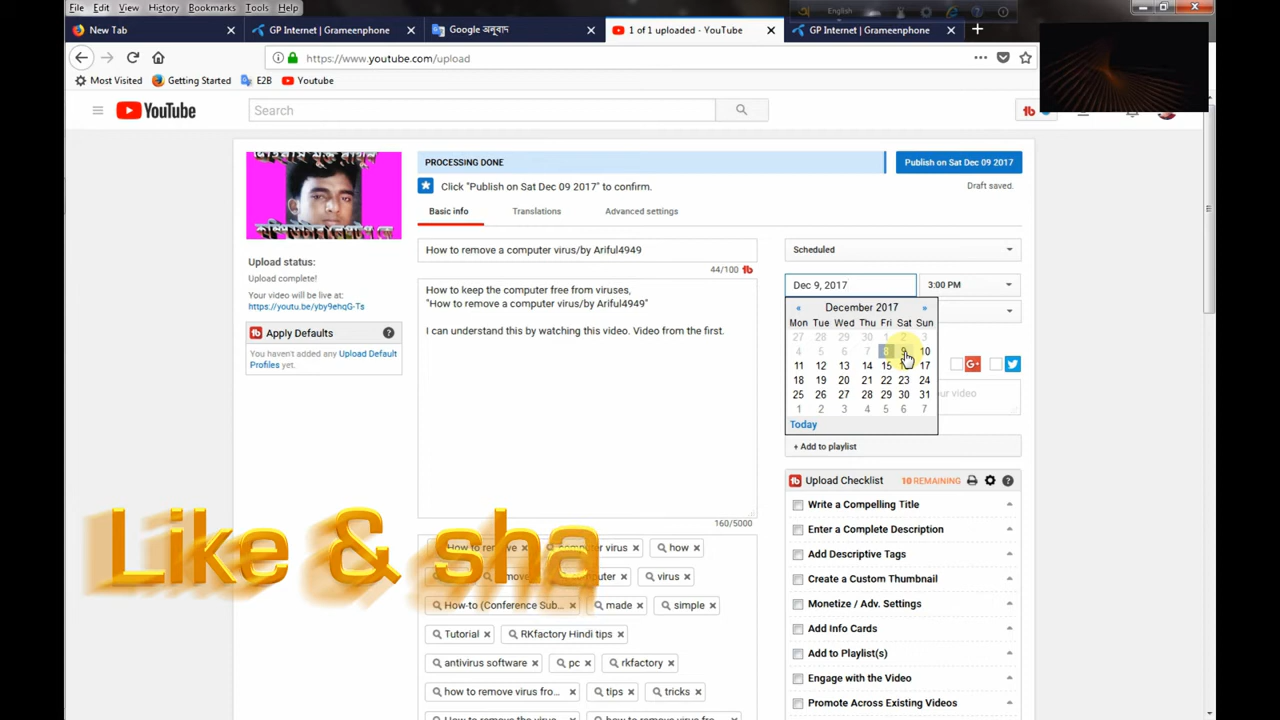 File Edit View History Bookmarks Tools Help
English
New Tab
GP Internet | Grameenphone
Google অনুবাদ
1 of 1 uploaded - YouTube
GP Internet | Grameenphone
https://www.youtube.com/upload
Most Visited Getting Started E2B Youtube
YouTube
Search
PROCESSING DONE
Publish on Sat Dec 09 2017
Click "Publish on Sat Dec 09 2017" to confirm.
Draft saved.
Basic info Translations Advanced settings
Upload status:
Upload complete!
Your video will be live at:
https://youtu.be/yby9ehqG-Ts
Apply Defaults
You haven't added any Upload Default
Profiles yet.
How to remove a computer virus/by Ariful4949
44/100
How to keep the computer free from viruses,
"How to remove a computer virus/by Ariful4949"
I can understand this by watching this video. Video from the first.
160/5000
Scheduled
Dec 9, 2017 3:00 PM
« December 2017 »
Mon Tue Wed Thu Fri Sat Sun
27 28 29 30 1 2 3
4 5 6 7 8 9 10
11 12 13 14 15 17
18 19 20 21 22 23 24
25 26 27 28 29 30 31
1 2 3 4 5 6 7
Today
G+
your video
+ Add to playlist
Upload Checklist 10 REMAINING
Write a Compelling Title
Enter a Complete Description
Add Descriptive Tags
Create a Custom Thumbnail
Monetize / Adv. Settings
Add Info Cards
Add to Playlist(s)
Engage with the Video
Promote Across Existing Videos
Like & sha
How to remove computer virus how
computer virus
How-to (Conference Sub... made simple
Tutorial RKfactory Hindi tips
antivirus software pc rkfactory
how to remove virus fro... tips tricks